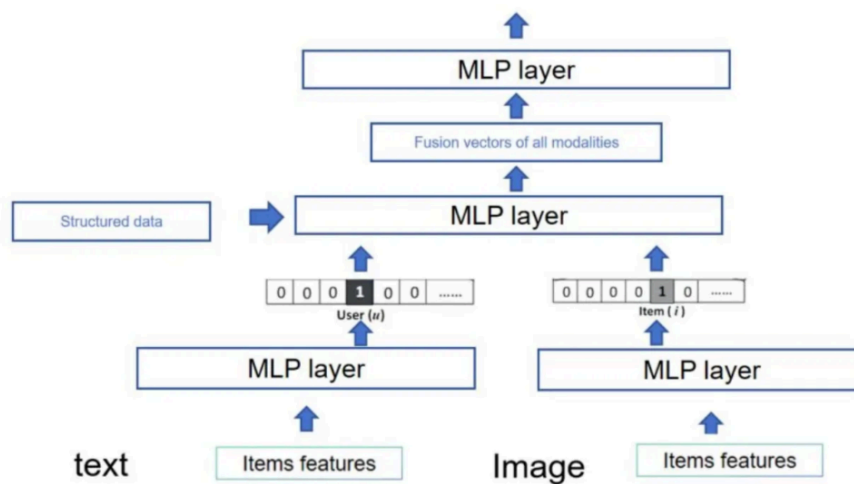 MLP layer
Fusion vectors of all modalities
Structured data
MLP layer
0 0 0 1 0 0 ......
User (u)
0 0 0 0 1 0 ......
Item ( i )
MLP layer
MLP layer
text
Items features
Image
Items features